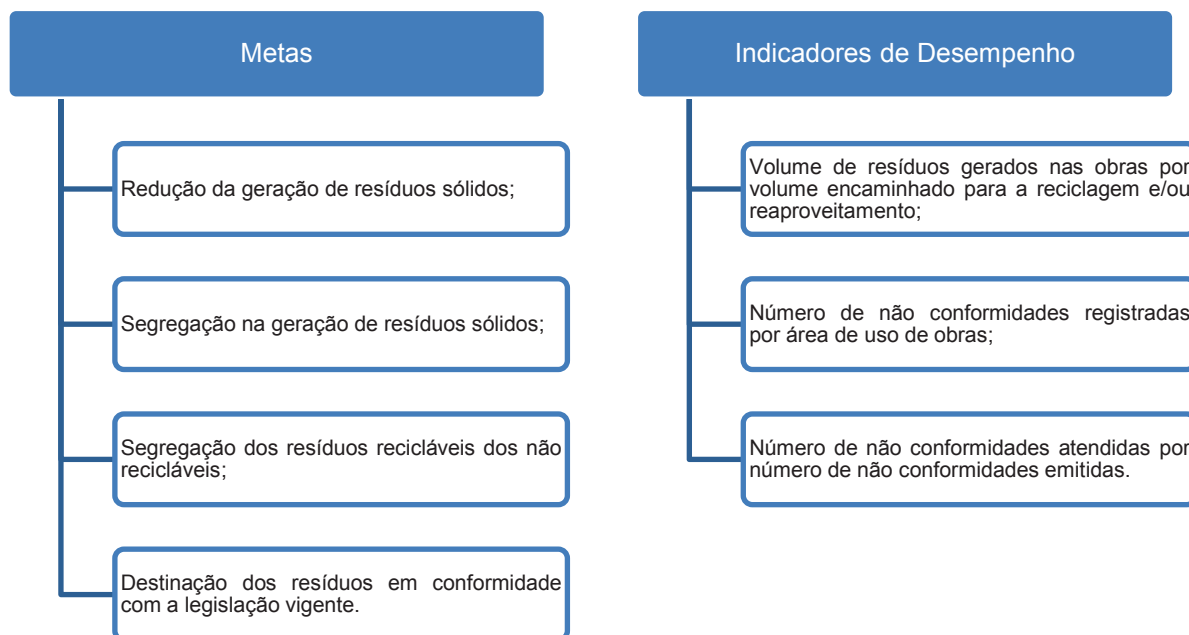 Metas
Redução da geração de resíduos sólidos;
Segregação na geração de resíduos sólidos;
Segregação dos resíduos recicláveis dos não
recicláveis;
Destinação dos resíduos em conformidade
com a legislação vigente.
Indicadores de Desempenho
Volume de resíduos gerados nas obras por
volume encaminhado para a reciclagem e/ou
reaproveitamento;
Número de não conformidades registradas
por área de uso de obras;
Número de não conformidades atendidas por
número de não conformidades emitidas.